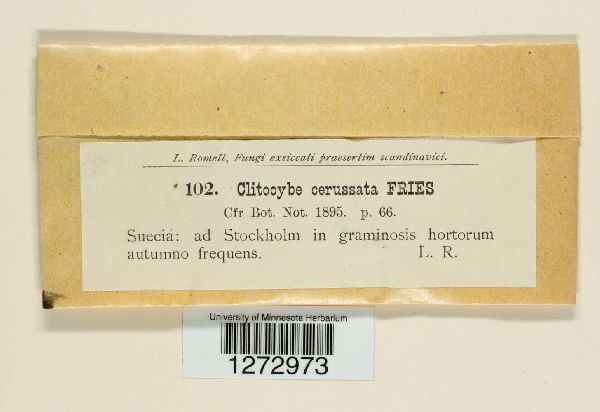 L. Romell, Fungi exsiccati praesertim scandinavici.
102. Clitocybe cerussata FRIES
Cfr Bot. Not. 1895. p. 66.
Suecia: ad Stockholm in graminosis hortorum
autumno frequens. L. R.
University of Minnesota Herbarium
1272973